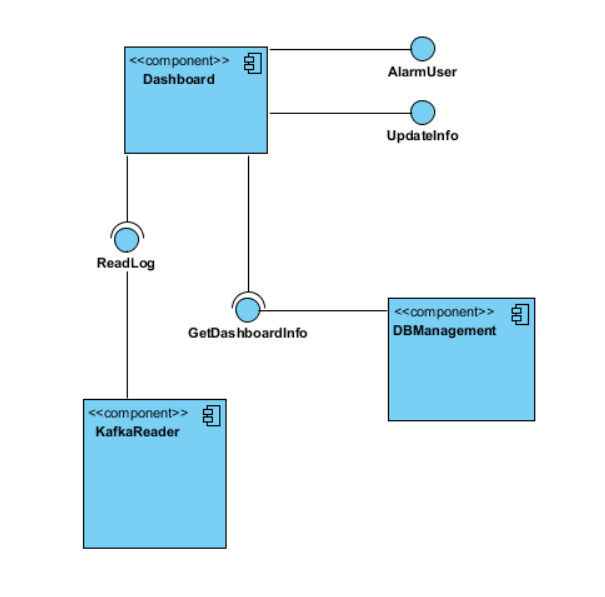 <<component>>
Dashboard
AlarmUser
UpdateInfo
ReadLog
GetDashboardInfo
<<component>>
DBManagement
<<component>>
KafkaReader